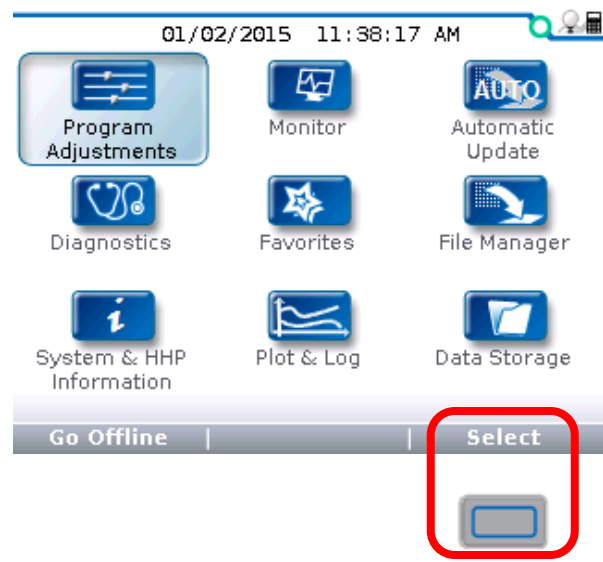 01/02/2015 11:38:17 AM
Program
Adjustments
Monitor
AUTO
Automatic
Update
Diagnostics
Favorites
File Manager
i
System & HHP
Information
Plot & Log
Data Storage
Go Offline | | Select